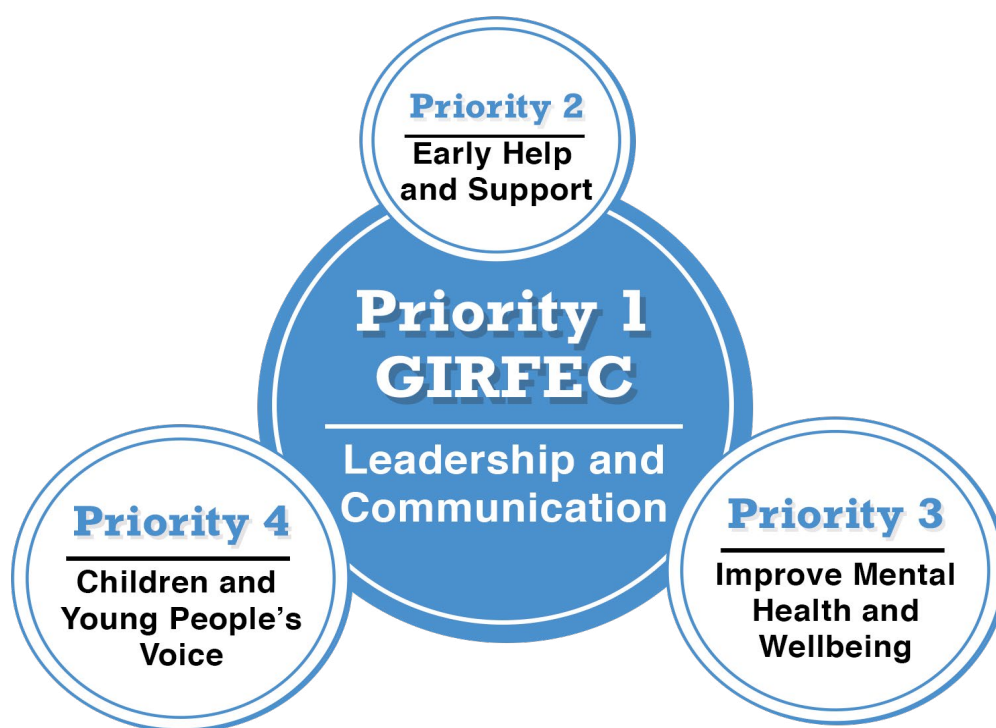 Priority 2
Early Help
and Support
Priority 1
GIRFEC
Leadership and
Communication
Priority 4
Children and
Young People’s
Voice
Priority 3
Improve Mental
Health and
Wellbeing